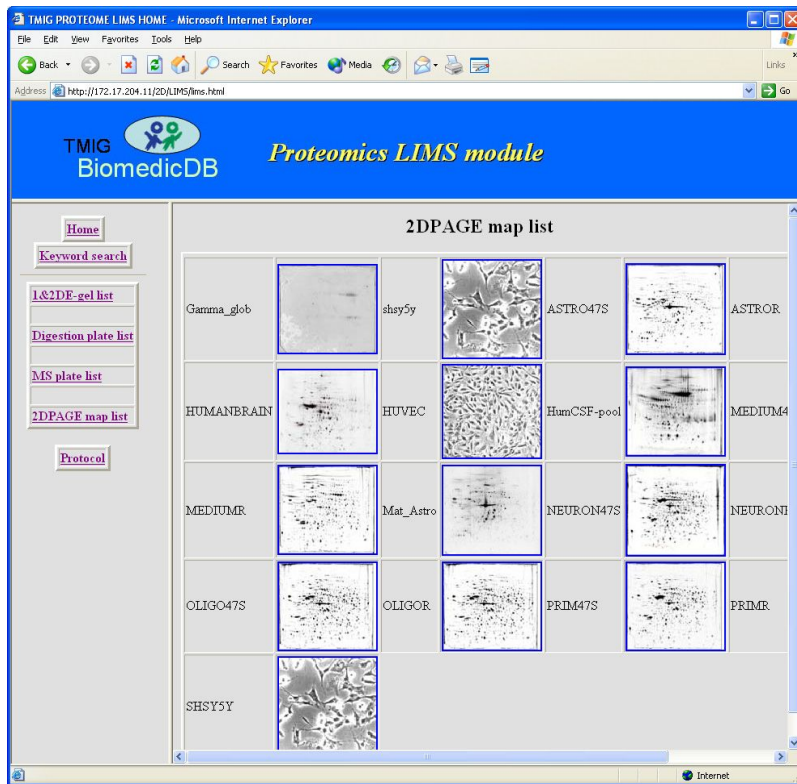 TMIG PROTEOME LIMS HOME - Microsoft Internet Explorer
File Edit View Favorites Tools Help
Back Search Favorites Media Links
Address http://172.17.204.11/2D/LIMS/lims.html Go
TMIG
BiomedicDB
Proteomics LIMS module
Home
Keyword search
1&2DE-gel list
Digestion plate list
MS plate list
2DPAGE map list
Protocol
2DPAGE map list
Gamma_glob shsy5y ASTRO47S ASTROR
HUMANBRAIN HUVEC HumCSF-pool MEDIUM4
MEDIUMR Mat_Astro NEURON47S
OLIGO47S OLIGOR PRIM47S PRIMR
SHSY5Y
Internet